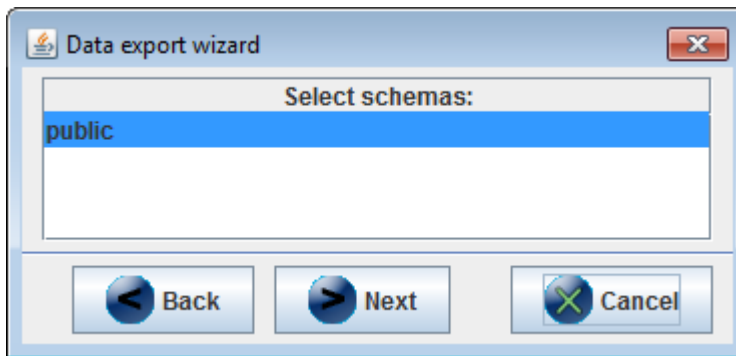 Data export wizard
Select schemas:
public
Back
Next
Cancel